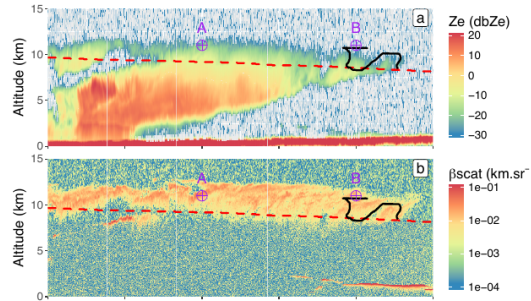 a
Ze (dbZe)
A
B
15
10
5
0
Altitude (km)
20
10
0
−10
−20
−30
b
βscat (km.sr⁻
A
B
15
10
5
0
Altitude (km)
1e−01
1e−02
1e−03
1e−04